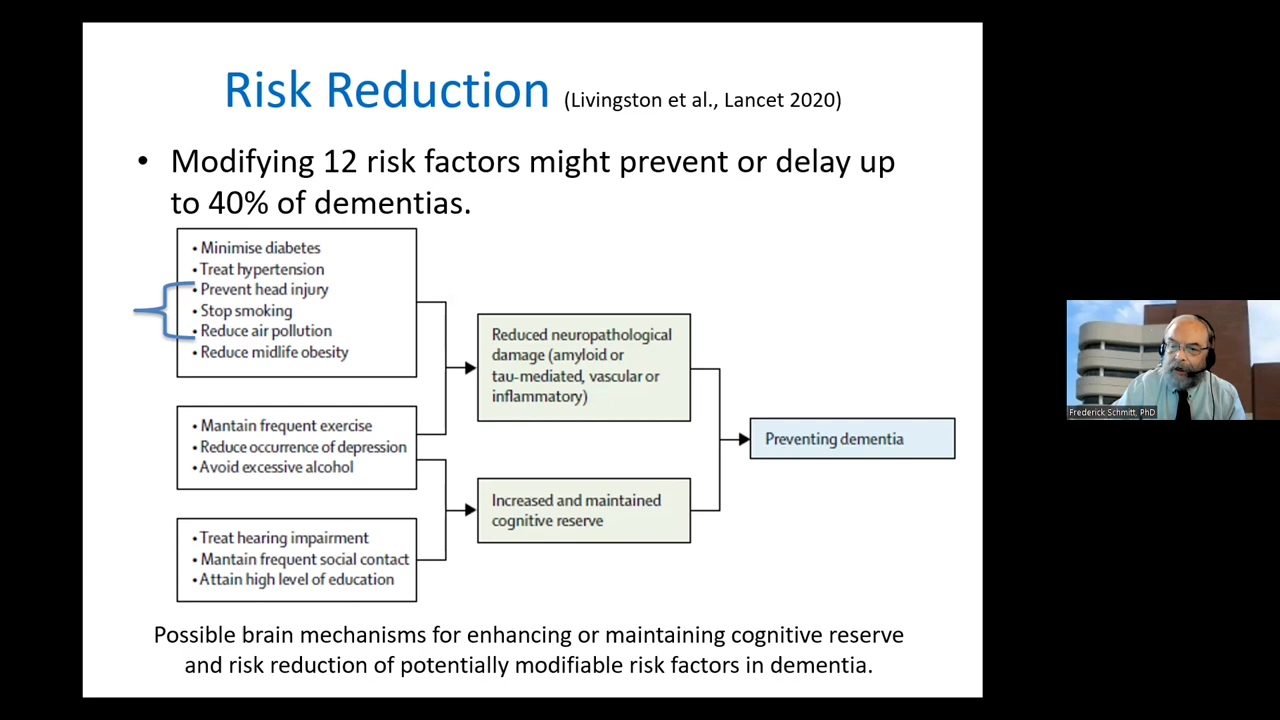 Risk Reduction (Livingston et al., Lancet 2020)
• Modifying 12 risk factors might prevent or delay up
to 40% of dementias.
• Minimise diabetes
• Treat hypertension
• Prevent head injury
• Stop smoking
• Reduce air pollution
• Reduce midlife obesity
• Mantain frequent exercise
• Reduce occurrence of depression
• Avoid excessive alcohol
• Treat hearing impairment
• Mantain frequent social contact
• Attain high level of education
Reduced neuropathological
damage (amyloid or
tau-mediated, vascular or
inflammatory)
Increased and maintained
cognitive reserve
Preventing dementia
Possible brain mechanisms for enhancing or maintaining cognitive reserve
and risk reduction of potentially modifiable risk factors in dementia.
Frederick Schmitt, PhD